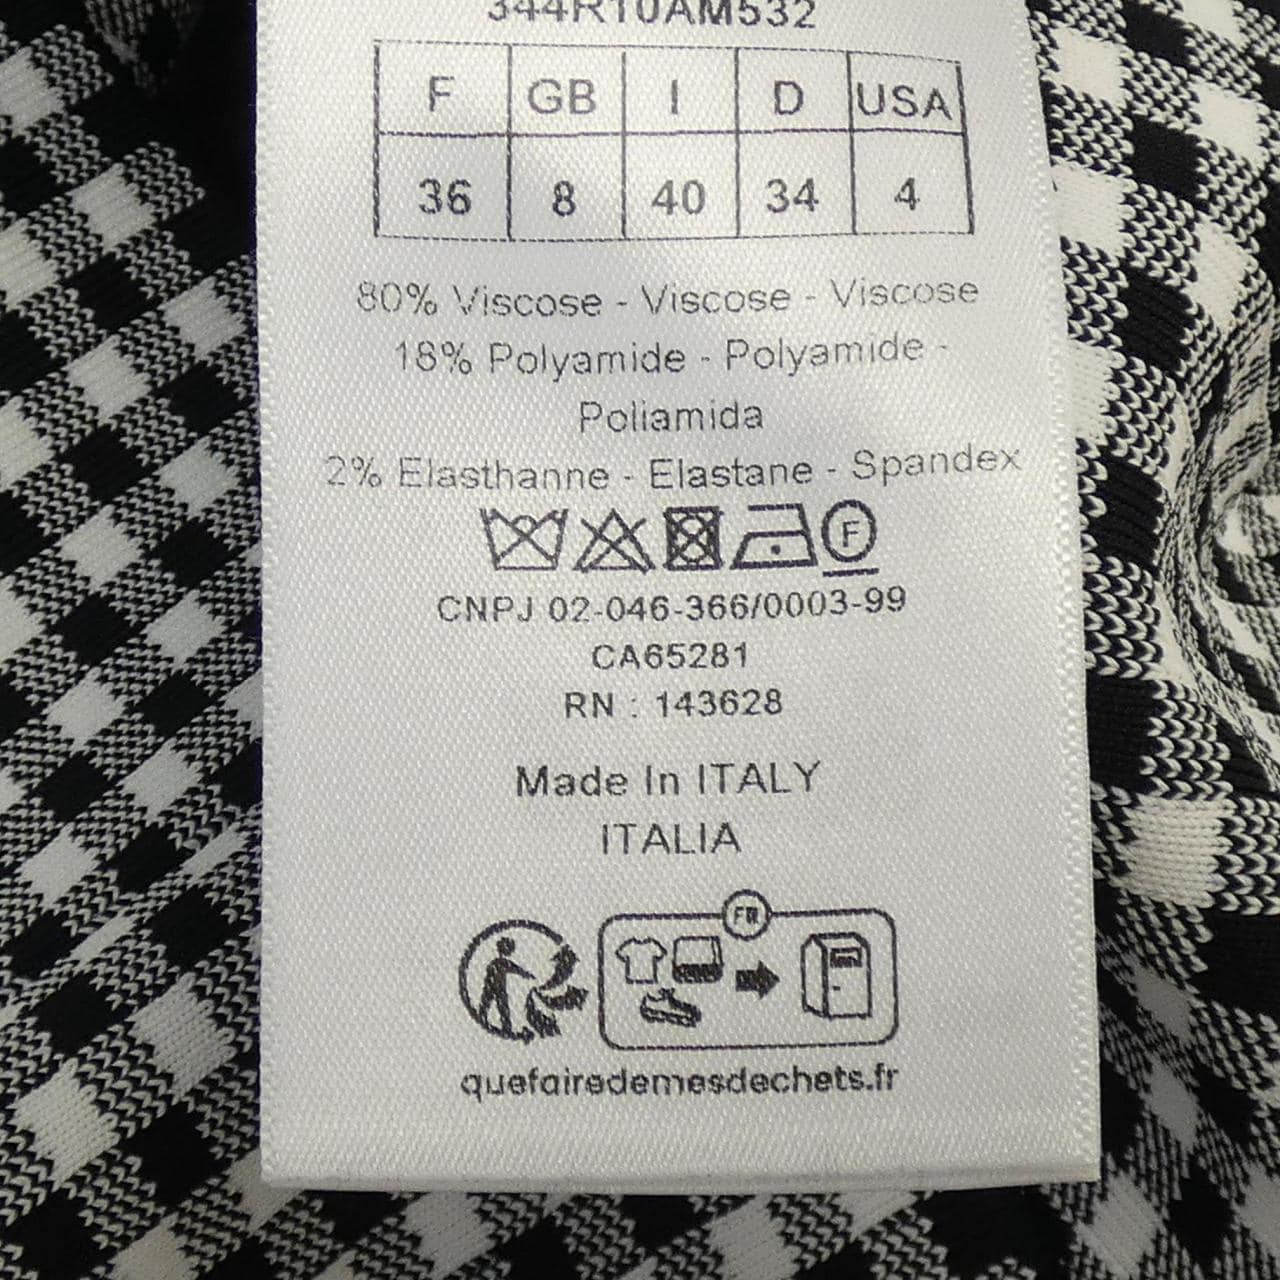 344R10AM532
F GB I D USA
36 8 40 34 4
80% Viscose - Viscose - Viscose
18% Polyamide - Polyamide -
Poliamida
2% Elasthanne - Elastane - Spandex
F
CNPJ 02-046-366/0003-99
CA65281
RN : 143628
Made In ITALY
ITALIA
FR
quefairedemesdechets.fr